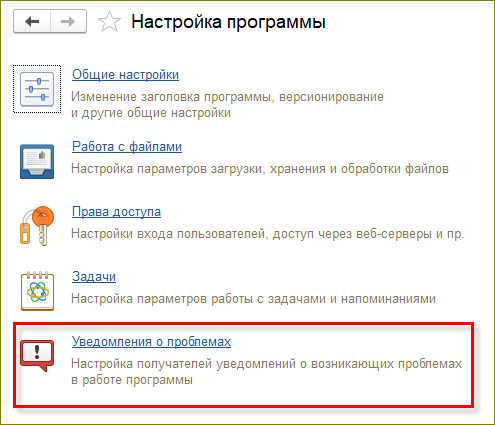 Настройка программы
Общие настройки
Изменение заголовка программы, версионирование
и другие общие настройки
Работа с файлами
Настройка параметров загрузки, хранения и обработки файлов
Права доступа
Настройки входа пользователей, доступ через веб-серверы и пр.
Задачи
Настройка параметров работы с задачами и напоминаниями
Уведомления о проблемах
Настройка получателей уведомлений о возникающих проблемах
в работе программы